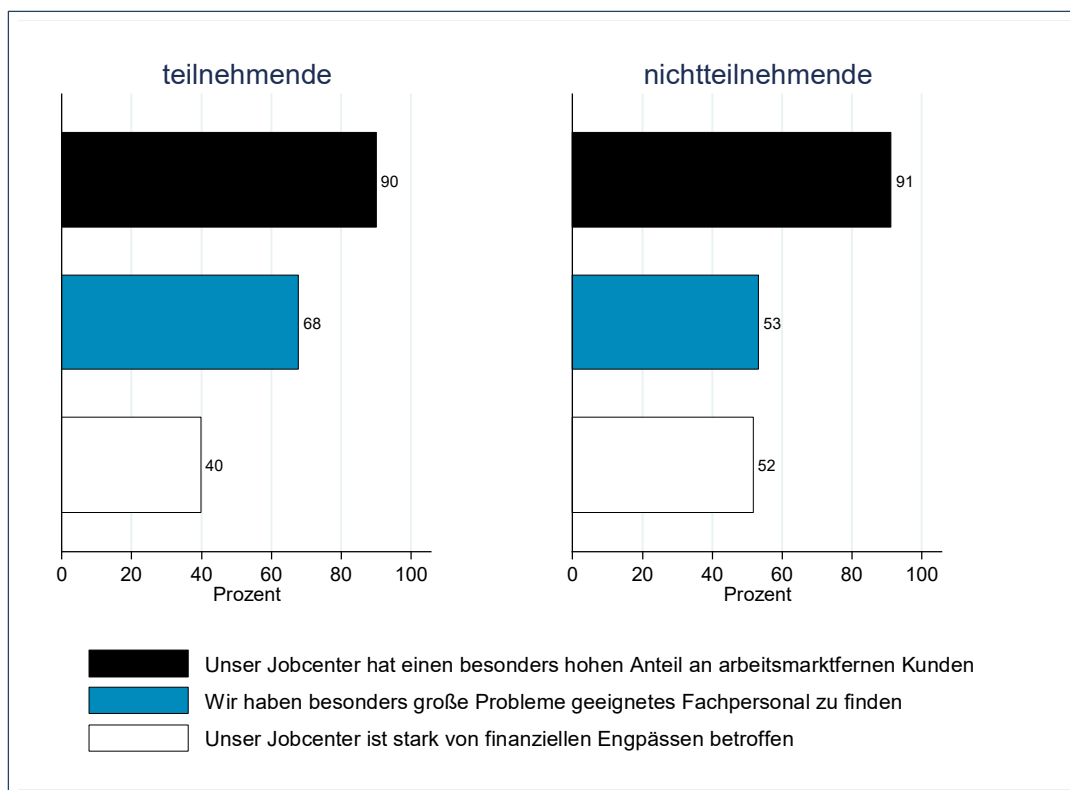 teilnehmende
90
68
40
0 20 40 60 80 100
Prozent
nichtteilnehmende
91
53
52
0 20 40 60 80 100
Prozent
Unser Jobcenter hat einen besonders hohen Anteil an arbeitsmarktfernen Kunden
Wir haben besonders große Probleme geeignetes Fachpersonal zu finden
Unser Jobcenter ist stark von finanziellen Engpässen betroffen